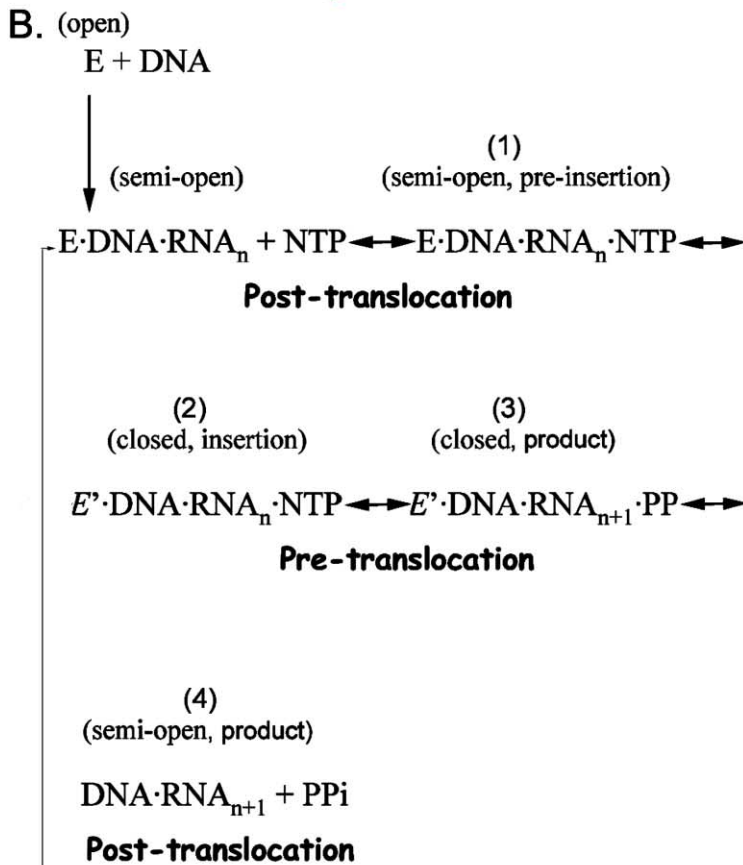 B. (open)
E + DNA
(1)
(semi-open) (semi-open, pre-insertion)
E·DNA·RNAn + NTP E·DNA·RNAn·NTP
Post-translocation
(2) (3)
(closed, insertion) (closed, product)
E’·DNA·RNAn·NTP E’·DNA·RNAn+1·PP
Pre-translocation
(4)
(semi-open, product)
DNA·RNAn+1 + PPi
Post-translocation